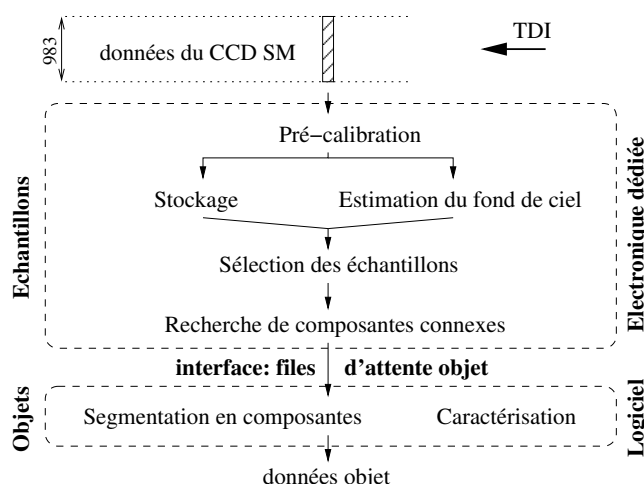 983
données du CCD SM
TDI
Pré−calibration
Stockage
Estimation du fond de ciel
Sélection des échantillons
Recherche de composantes connexes
Echantillons
Electronique dédiée
interface: files d'attente objet
Segmentation en composantes
Caractérisation
Objets
Logiciel
données objet